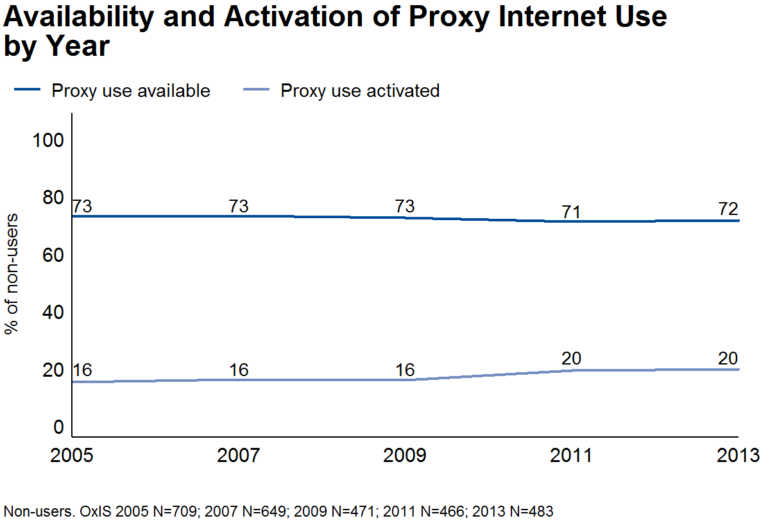 Availability and Activation of Proxy Internet Use
by Year
Proxy use available Proxy use activated
% of non-users
100
80
60
40
20
0
73 73 73 71 72
16 16 16 20 20
2005 2007 2009 2011 2013
Non-users. OxIS 2005 N=709; 2007 N=649; 2009 N=471; 2011 N=466; 2013 N=483